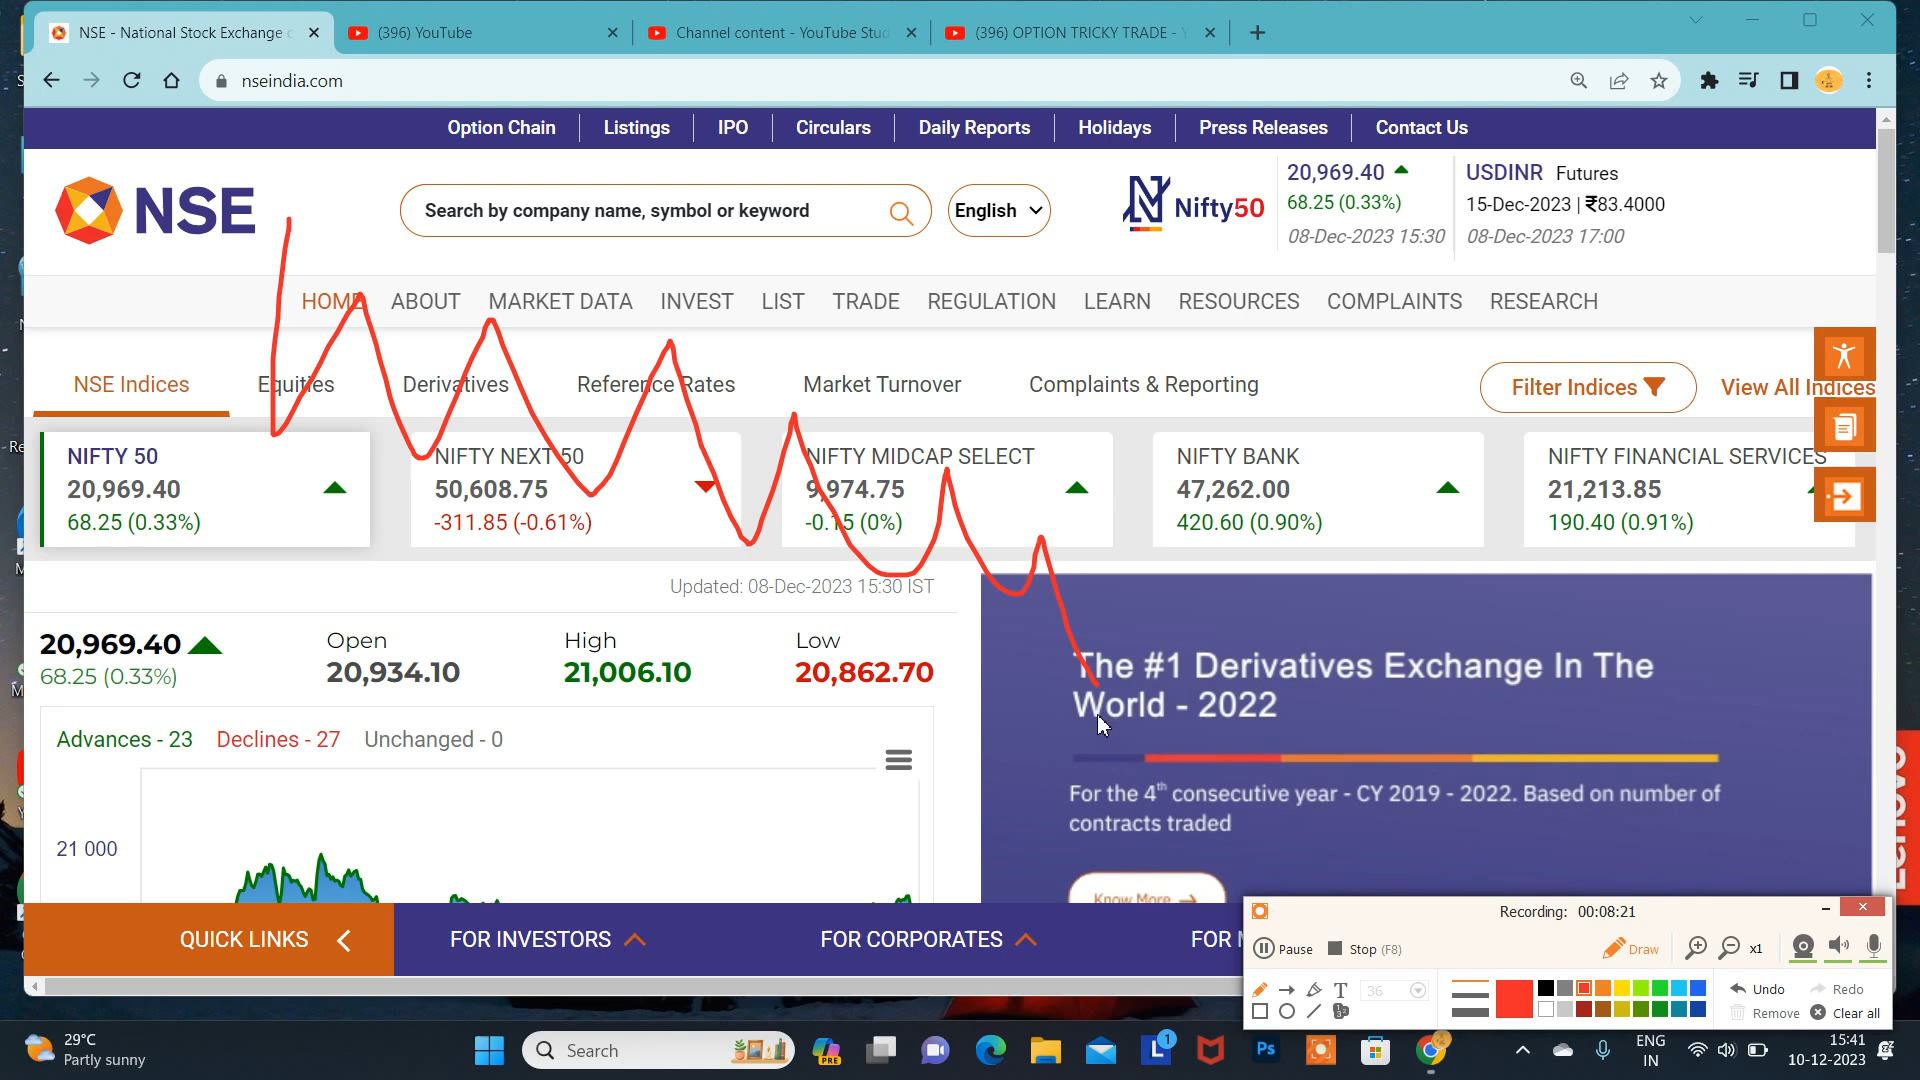 NSE - National Stock Exchange
(396) YouTube
Channel content - YouTube Stud
(396) OPTION TRICKY TRADE -
nseindia.com
Option Chain
Listings
IPO
Circulars
Daily Reports
Holidays
Press Releases
Contact Us
NSE
Search by company name, symbol or keyword
English
Nifty50
20,969.40
68.25 (0.33%)
08-Dec-2023 15:30
USDINR Futures
15-Dec-2023 | ₹83.4000
08-Dec-2023 17:00
HOME
ABOUT
MARKET DATA
INVEST
LIST
TRADE
REGULATION
LEARN
RESOURCES
COMPLAINTS
RESEARCH
NSE Indices
Equities
Derivatives
Reference Rates
Market Turnover
Complaints & Reporting
Filter Indices
View All Indices
NIFTY 50
20,969.40
68.25 (0.33%)
NIFTY NEXT 50
50,608.75
-311.85 (-0.61%)
NIFTY MIDCAP SELECT
9,974.75
-0.15 (0%)
NIFTY BANK
47,262.00
420.60 (0.90%)
NIFTY FINANCIAL SERVICES
21,213.85
190.40 (0.91%)
Updated: 08-Dec-2023 15:30 IST
20,969.40
68.25 (0.33%)
Open
20,934.10
High
21,006.10
Low
20,862.70
Advances - 23
Declines - 27
Unchanged - 0
21 000
The #1 Derivatives Exchange In The
World - 2022
For the 4th consecutive year - CY 2019 - 2022. Based on number of
contracts traded
Know More
QUICK LINKS
FOR INVESTORS
FOR CORPORATES
FOR
Recording: 00:08:21
Pause
Stop (F8)
Draw
x1
T
36
Undo
Redo
Remove
Clear all
Lenovo
29°C
Partly sunny
Search
PRE
L
1
Ps
ENG
IN
15:41
10-12-2023